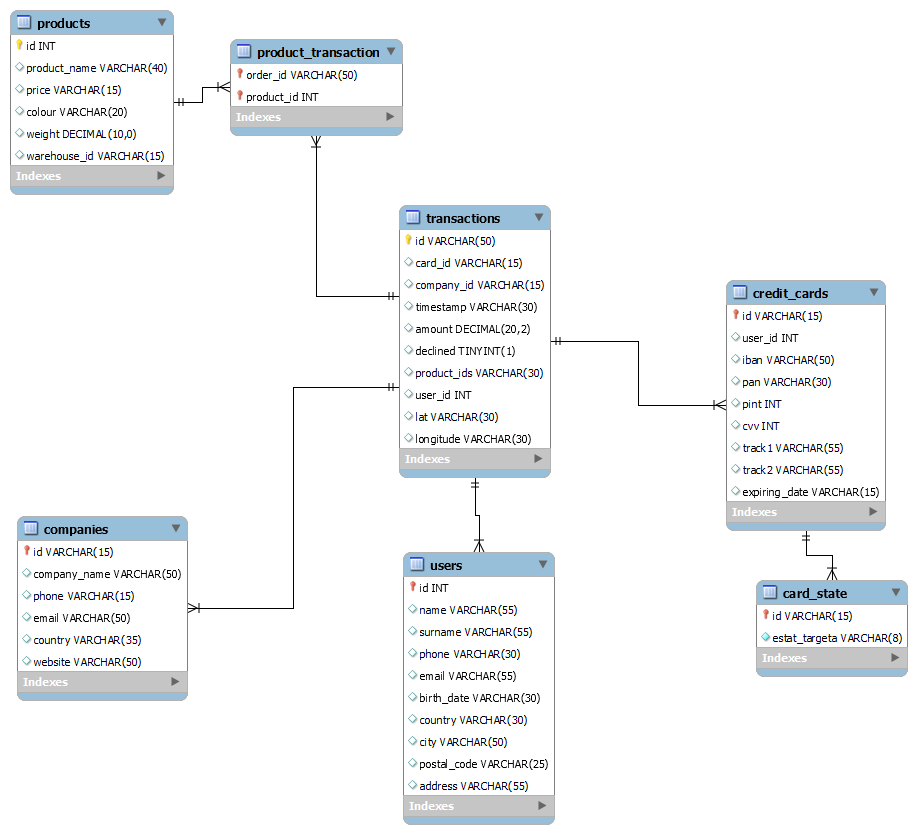 products
id INT
product_name VARCHAR(40)
price VARCHAR(15)
colour VARCHAR(20)
weight DECIMAL(10,0)
warehouse_id VARCHAR(15)
Indexes
product_transaction
order_id VARCHAR(50)
product_id INT
Indexes
transactions
id VARCHAR(50)
card_id VARCHAR(15)
company_id VARCHAR(15)
timestamp VARCHAR(30)
amount DECIMAL(20,2)
declined TINYINT(1)
product_ids VARCHAR(30)
user_id INT
lat VARCHAR(30)
longitude VARCHAR(30)
Indexes
credit_cards
id VARCHAR(15)
user_id INT
iban VARCHAR(50)
pan VARCHAR(30)
pint INT
cvv INT
track1 VARCHAR(55)
track2 VARCHAR(55)
expiring_date VARCHAR(15)
Indexes
companies
id VARCHAR(15)
company_name VARCHAR(50)
phone VARCHAR(15)
email VARCHAR(50)
country VARCHAR(35)
website VARCHAR(50)
Indexes
users
id INT
name VARCHAR(55)
surname VARCHAR(55)
phone VARCHAR(30)
email VARCHAR(55)
birth_date VARCHAR(30)
country VARCHAR(30)
city VARCHAR(50)
postal_code VARCHAR(25)
address VARCHAR(55)
Indexes
card_state
id VARCHAR(15)
estat_targeta VARCHAR(8)
Indexes